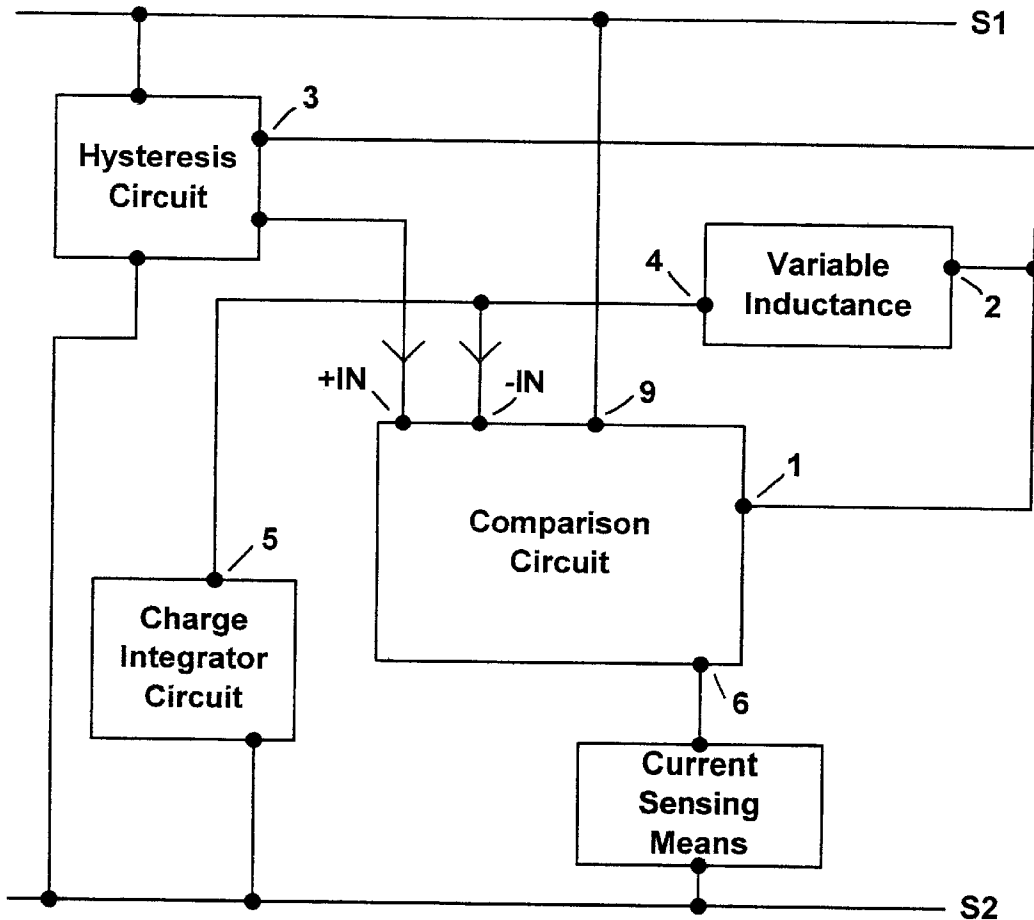 S1
3
Hysteresis
Circuit
4
Variable
Inductance
2
+IN
-IN
9
1
Comparison
Circuit
5
Charge
Integrator
Circuit
6
Current
Sensing
Means
S2